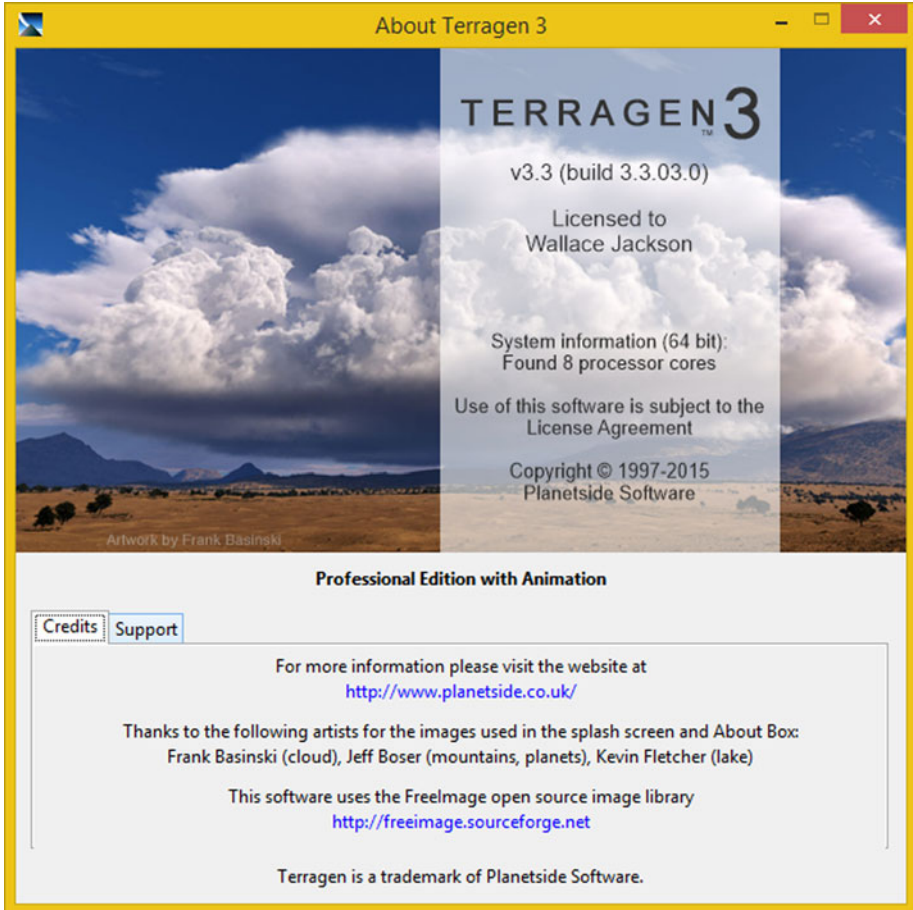 About Terragen 3
TERRAGEN 3
TM
v3.3 (build 3.3.03.0)
Licensed to
Wallace Jackson
System information (64 bit):
Found 8 processor cores
Use of this software is subject to the
License Agreement
Copyright © 1997-2015
Planetside Software
Artwork by Frank Basinski
Professional Edition with Animation
Credits Support
For more information please visit the website at
http://www.planetside.co.uk/
Thanks to the following artists for the images used in the splash screen and About Box:
Frank Basinski (cloud), Jeff Boser (mountains, planets), Kevin Fletcher (lake)
This software uses the FreeImage open source image library
http://freeimage.sourceforge.net
Terragen is a trademark of Planetside Software.